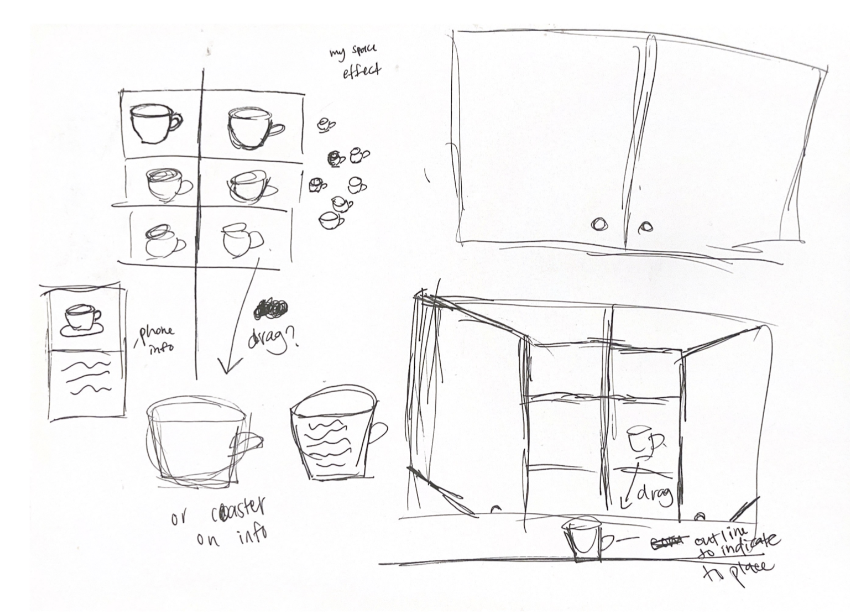 my space
effect
phone
info
drag?
or coaster
on info
drag
outline
to indicate
to place